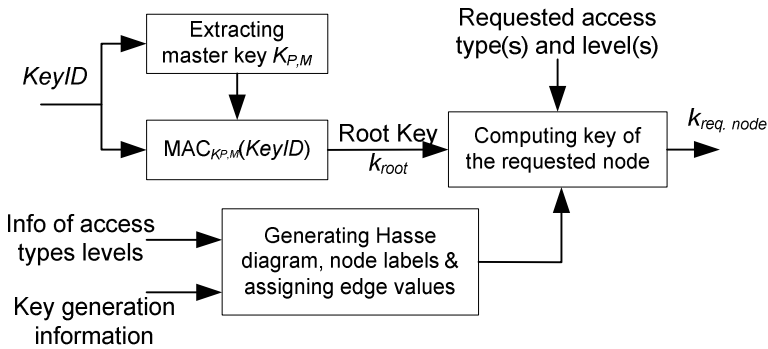 Extracting
master key K_P,M
KeyID
MAC_KP,M(KeyID)
Root Key
k_root
Requested access
type(s) and level(s)
Computing key of
the requested node
k_req. node
Info of access
types levels
Key generation
information
Generating Hasse
diagram, node labels &
assigning edge values